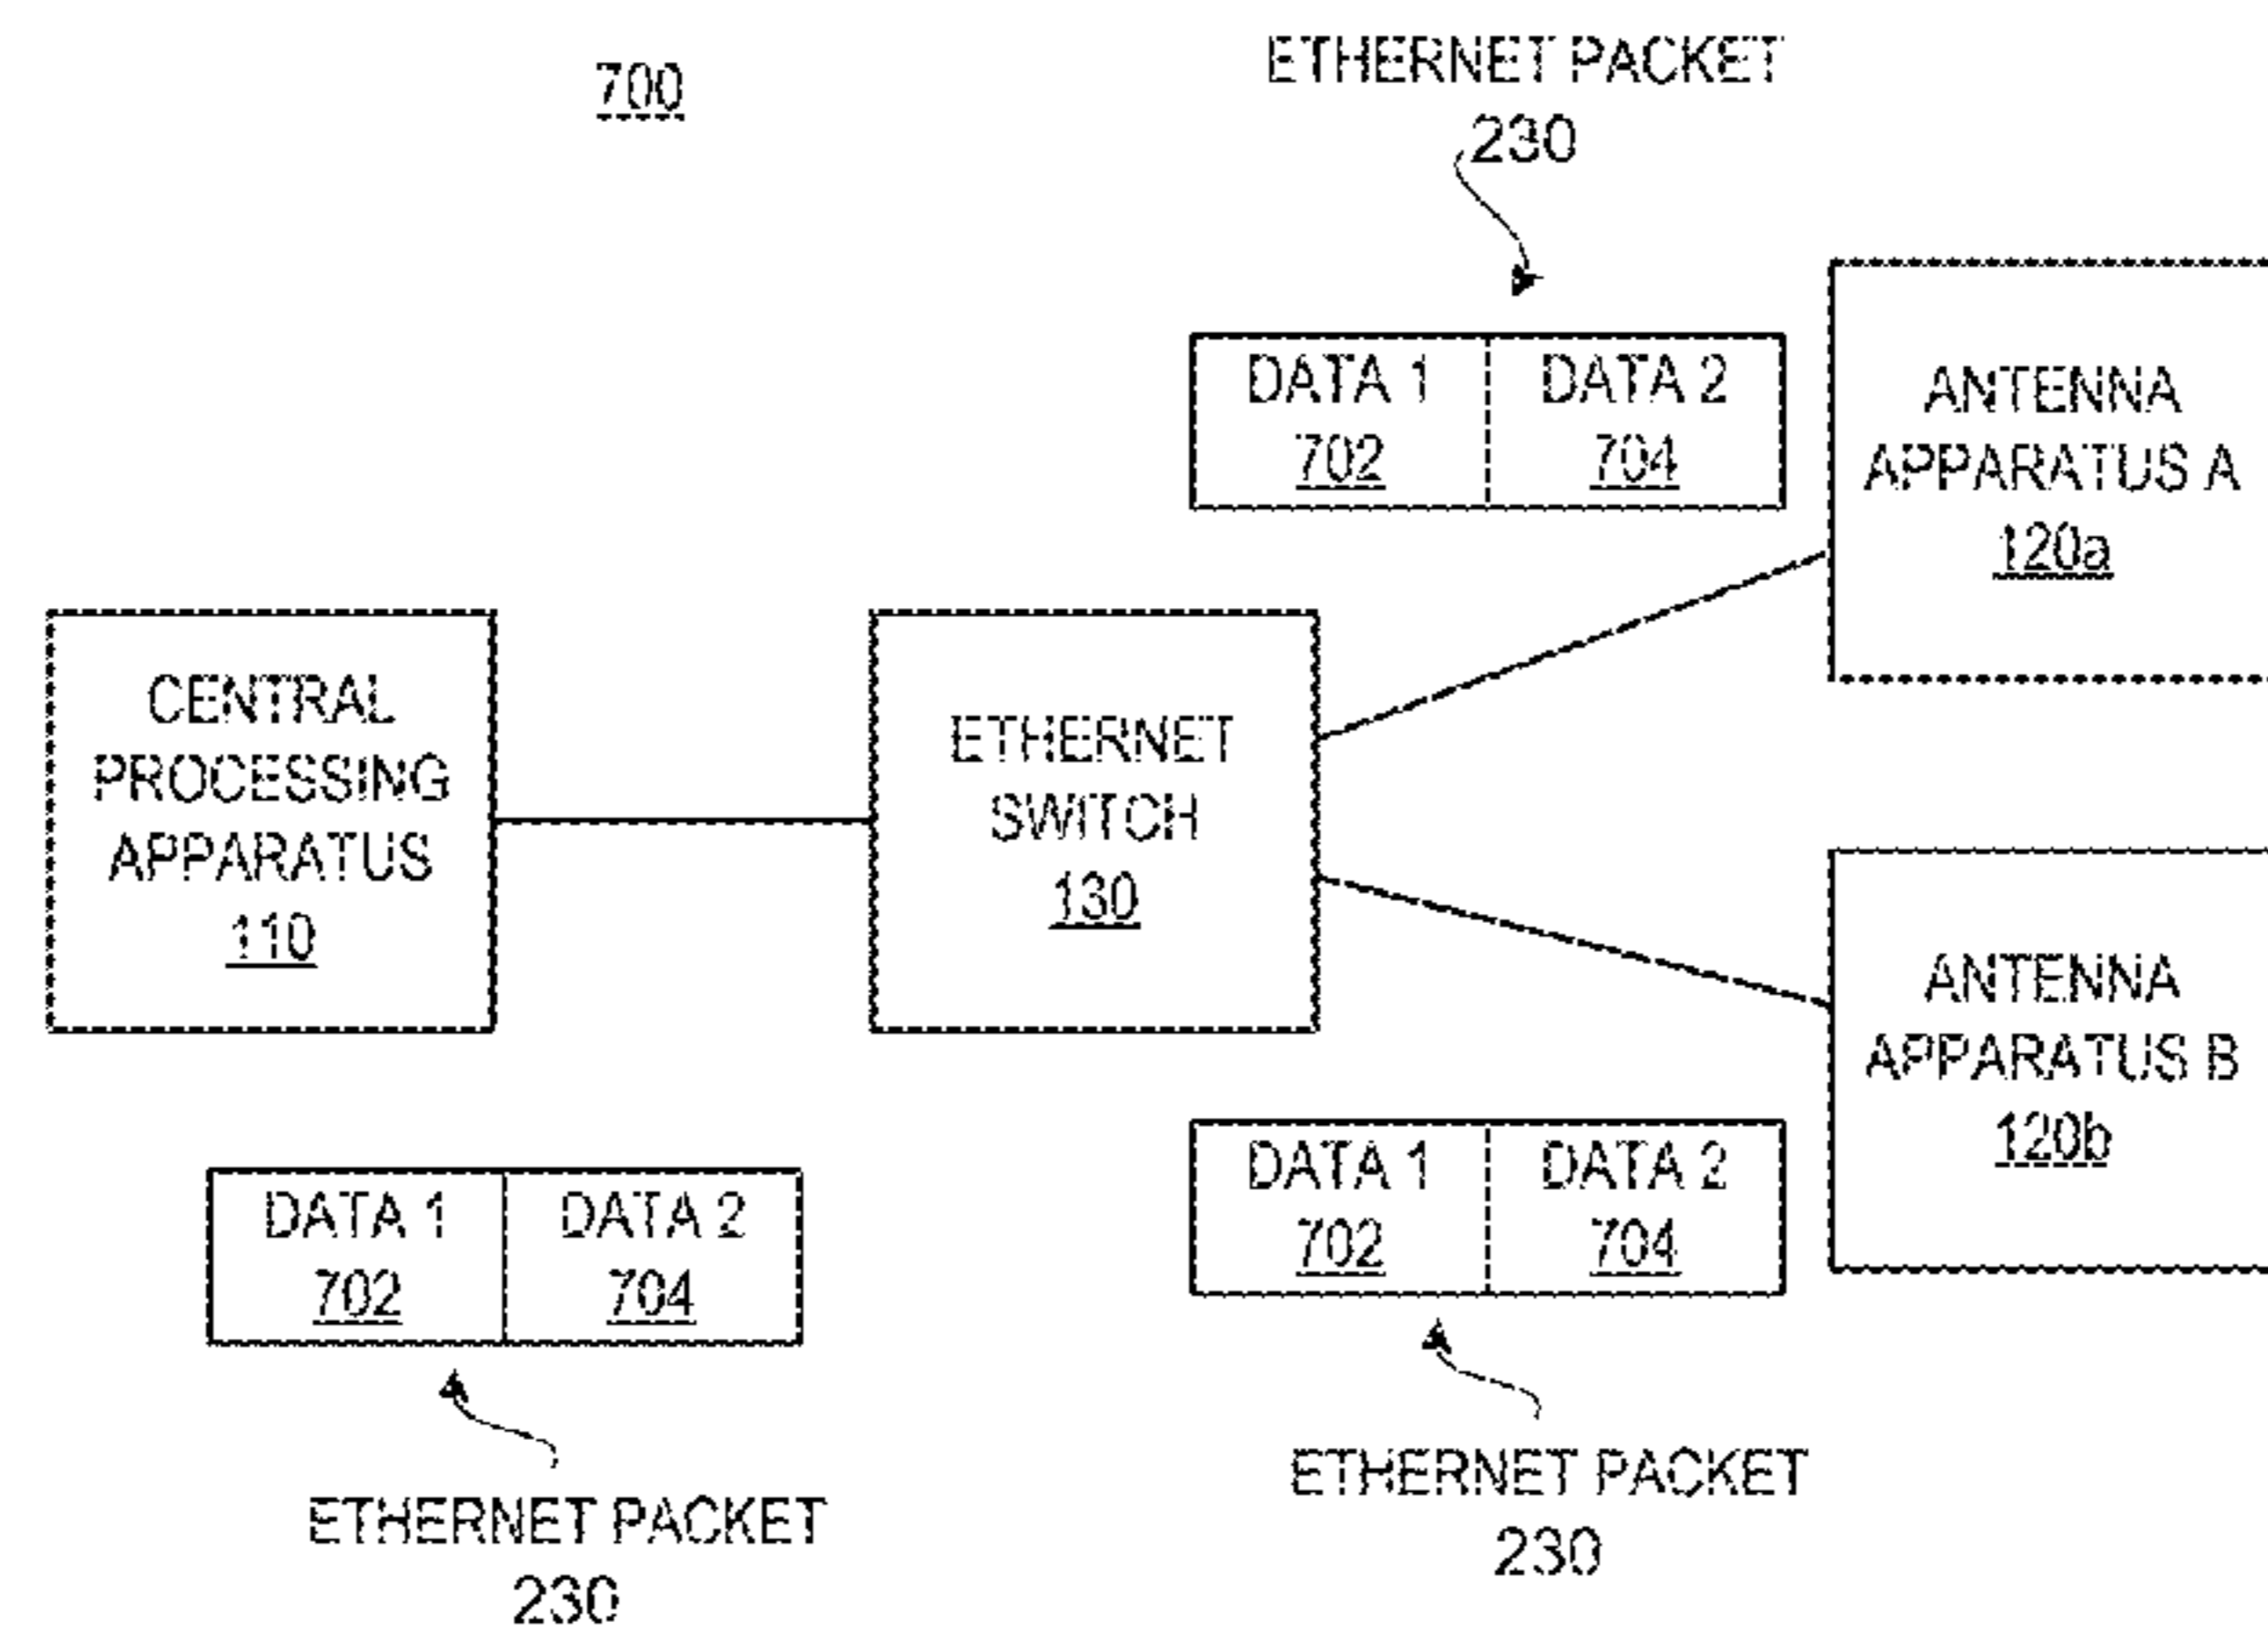 700
ETHERNET PACKET
230
DATA 1
702
DATA 2
704
ANTENNA
APPARATUS A
120a
CENTRAL
PROCESSING
APPARATUS
110
ETHERNET
SWITCH
130
ANTENNA
APPARATUS B
120b
DATA 1
702
DATA 2
704
ETHERNET PACKET
230
DATA 1
702
DATA 2
704
ETHERNET PACKET
230